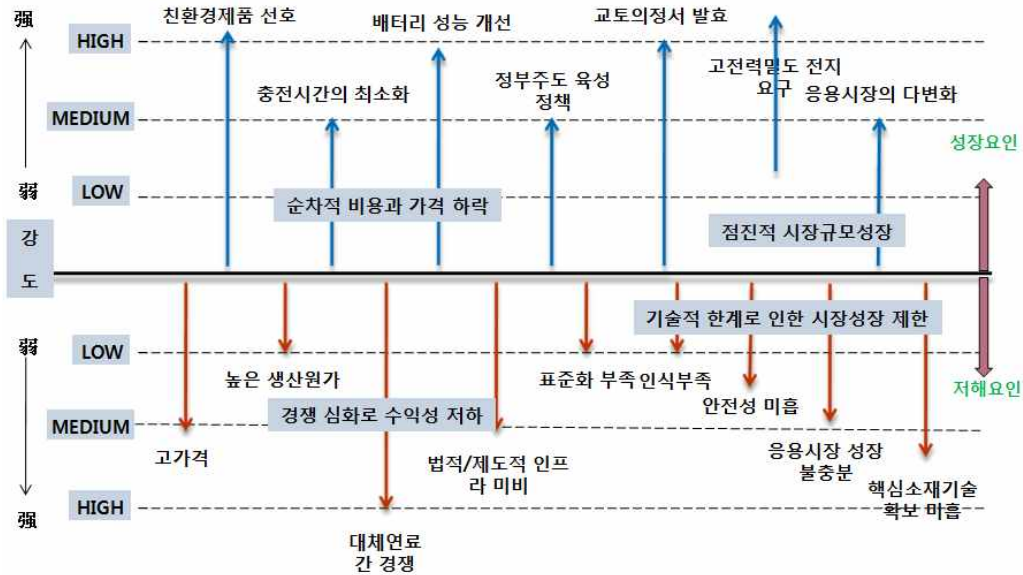 强
친환경제품 선호
배터리 성능 개선
교토의정서 발효
HIGH
고전력밀도 전지
요구
충전시간의 최소화
정부주도 육성
정책
응용시장의 다변화
MEDIUM
성장요인
弱
LOW
순차적 비용과 가격 하락
점진적 시장규모성장
강
도
기술적 한계로 인한 시장성장 제한
弱
LOW
높은 생산원가
표준화 부족
인식부족
저해요인
안전성 미흡
경쟁 심화로 수익성 저하
MEDIUM
고가격
법적/제도적 인프
라 미비
응용시장 성장
불충분
핵심소재기술
확보 미흡
HIGH
强
대체연료
간 경쟁